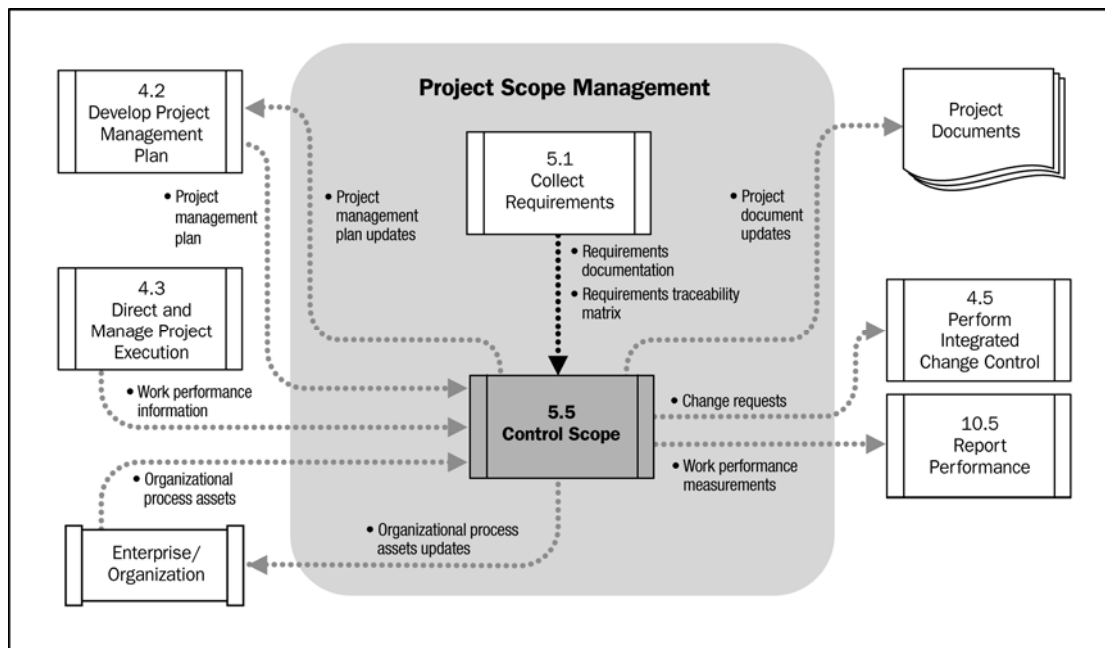 Project Scope Management
4.2
Develop Project
Management
Plan
5.1
Collect
Requirements
Project
Documents
• Project
management
plan
• Project
management
plan updates
• Project
document
updates
• Requirements
documentation
• Requirements traceability
matrix
4.3
Direct and
Manage Project
Execution
4.5
Perform
Integrated
Change Control
• Work performance
information
5.5
Control Scope
• Change requests
10.5
Report
Performance
• Work performance
measurements
• Organizational
process assets
• Organizational process
assets updates
Enterprise/
Organization